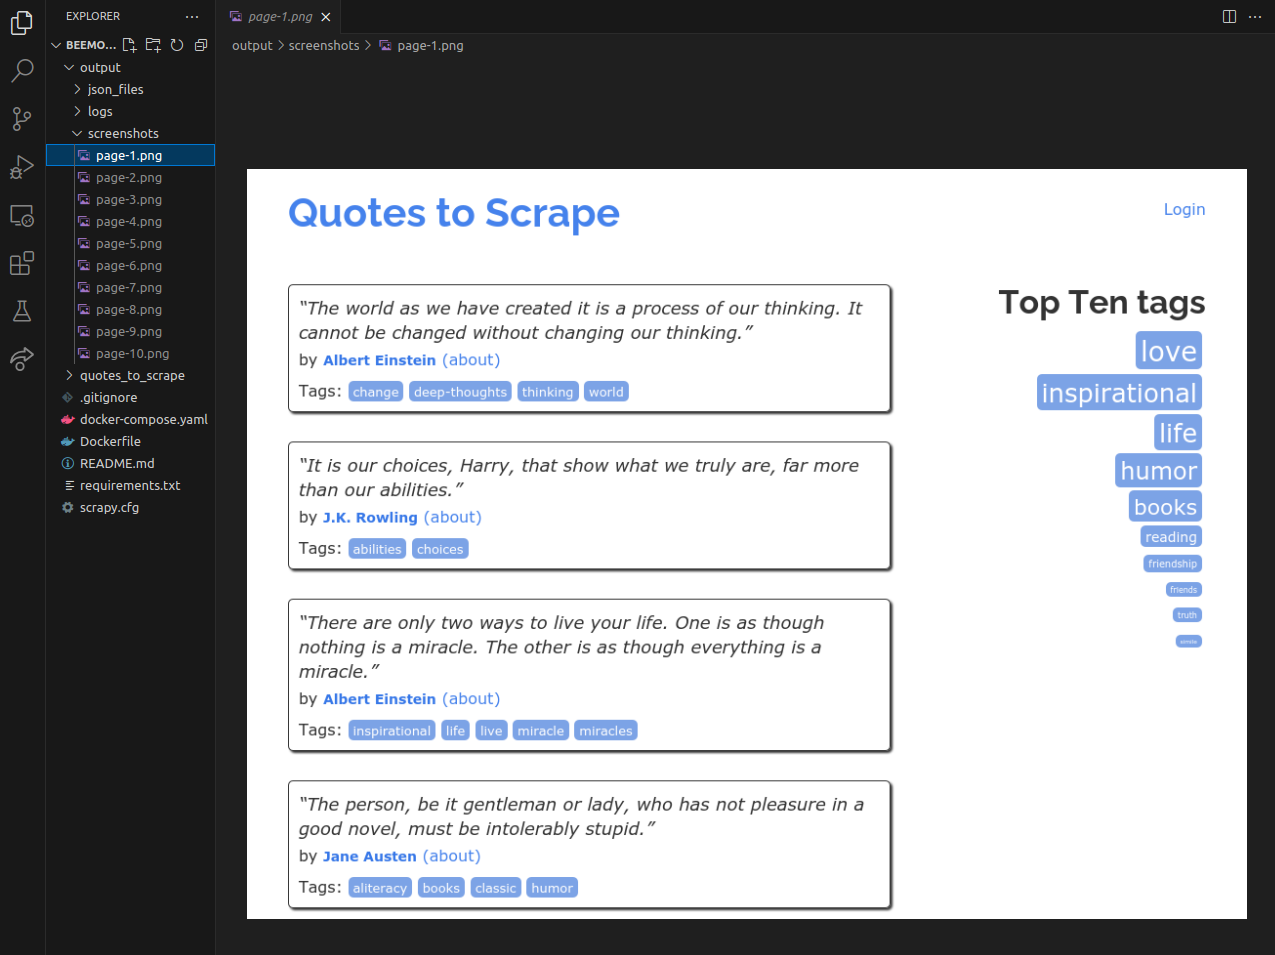 EXPLORER
page-1.png
BEEMO...
output
json_files
logs
screenshots
page-1.png
page-2.png
page-3.png
page-4.png
page-5.png
page-6.png
page-7.png
page-8.png
page-9.png
page-10.png
quotes_to_scrape
.gitignore
docker-compose.yaml
Dockerfile
README.md
requirements.txt
scrapy.cfg
output > screenshots > page-1.png
Quotes to Scrape
Login
“The world as we have created it is a process of our thinking. It
cannot be changed without changing our thinking.”
by Albert Einstein (about)
Tags: change deep-thoughts thinking world
“It is our choices, Harry, that show what we truly are, far more
than our abilities.”
by J.K. Rowling (about)
Tags: abilities choices
“There are only two ways to live your life. One is as though
nothing is a miracle. The other is as though everything is a
miracle.”
by Albert Einstein (about)
Tags: inspirational life live miracle miracles
“The person, be it gentleman or lady, who has not pleasure in a
good novel, must be intolerably stupid.”
by Jane Austen (about)
Tags: aliteracy books classic humor
Top Ten tags
love
inspirational
life
humor
books
reading
friendship
friends
truth